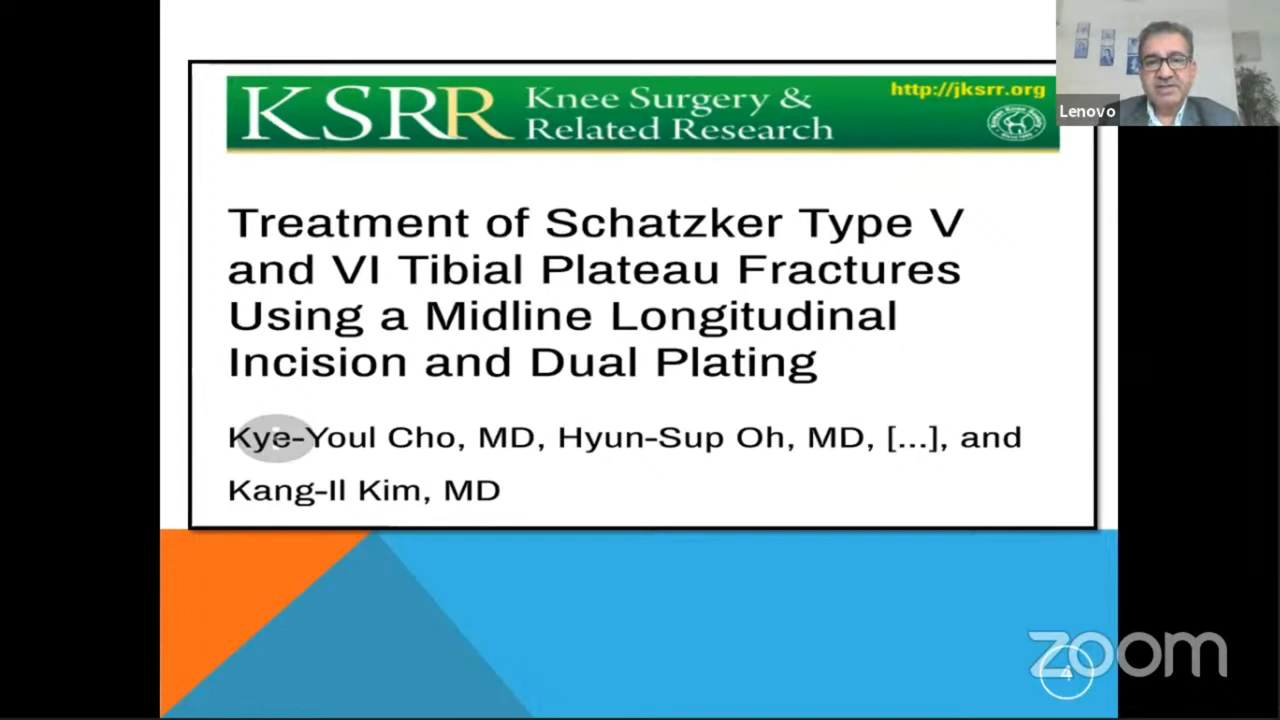 KSRR Knee Surgery &
Related Research
http://jksrr.org
Lenovo
Treatment of Schatzker Type V
and VI Tibial Plateau Fractures
Using a Midline Longitudinal
Incision and Dual Plating
Kye-Youl Cho, MD, Hyun-Sup Oh, MD, [...], and
Kang-Il Kim, MD
zoom
4